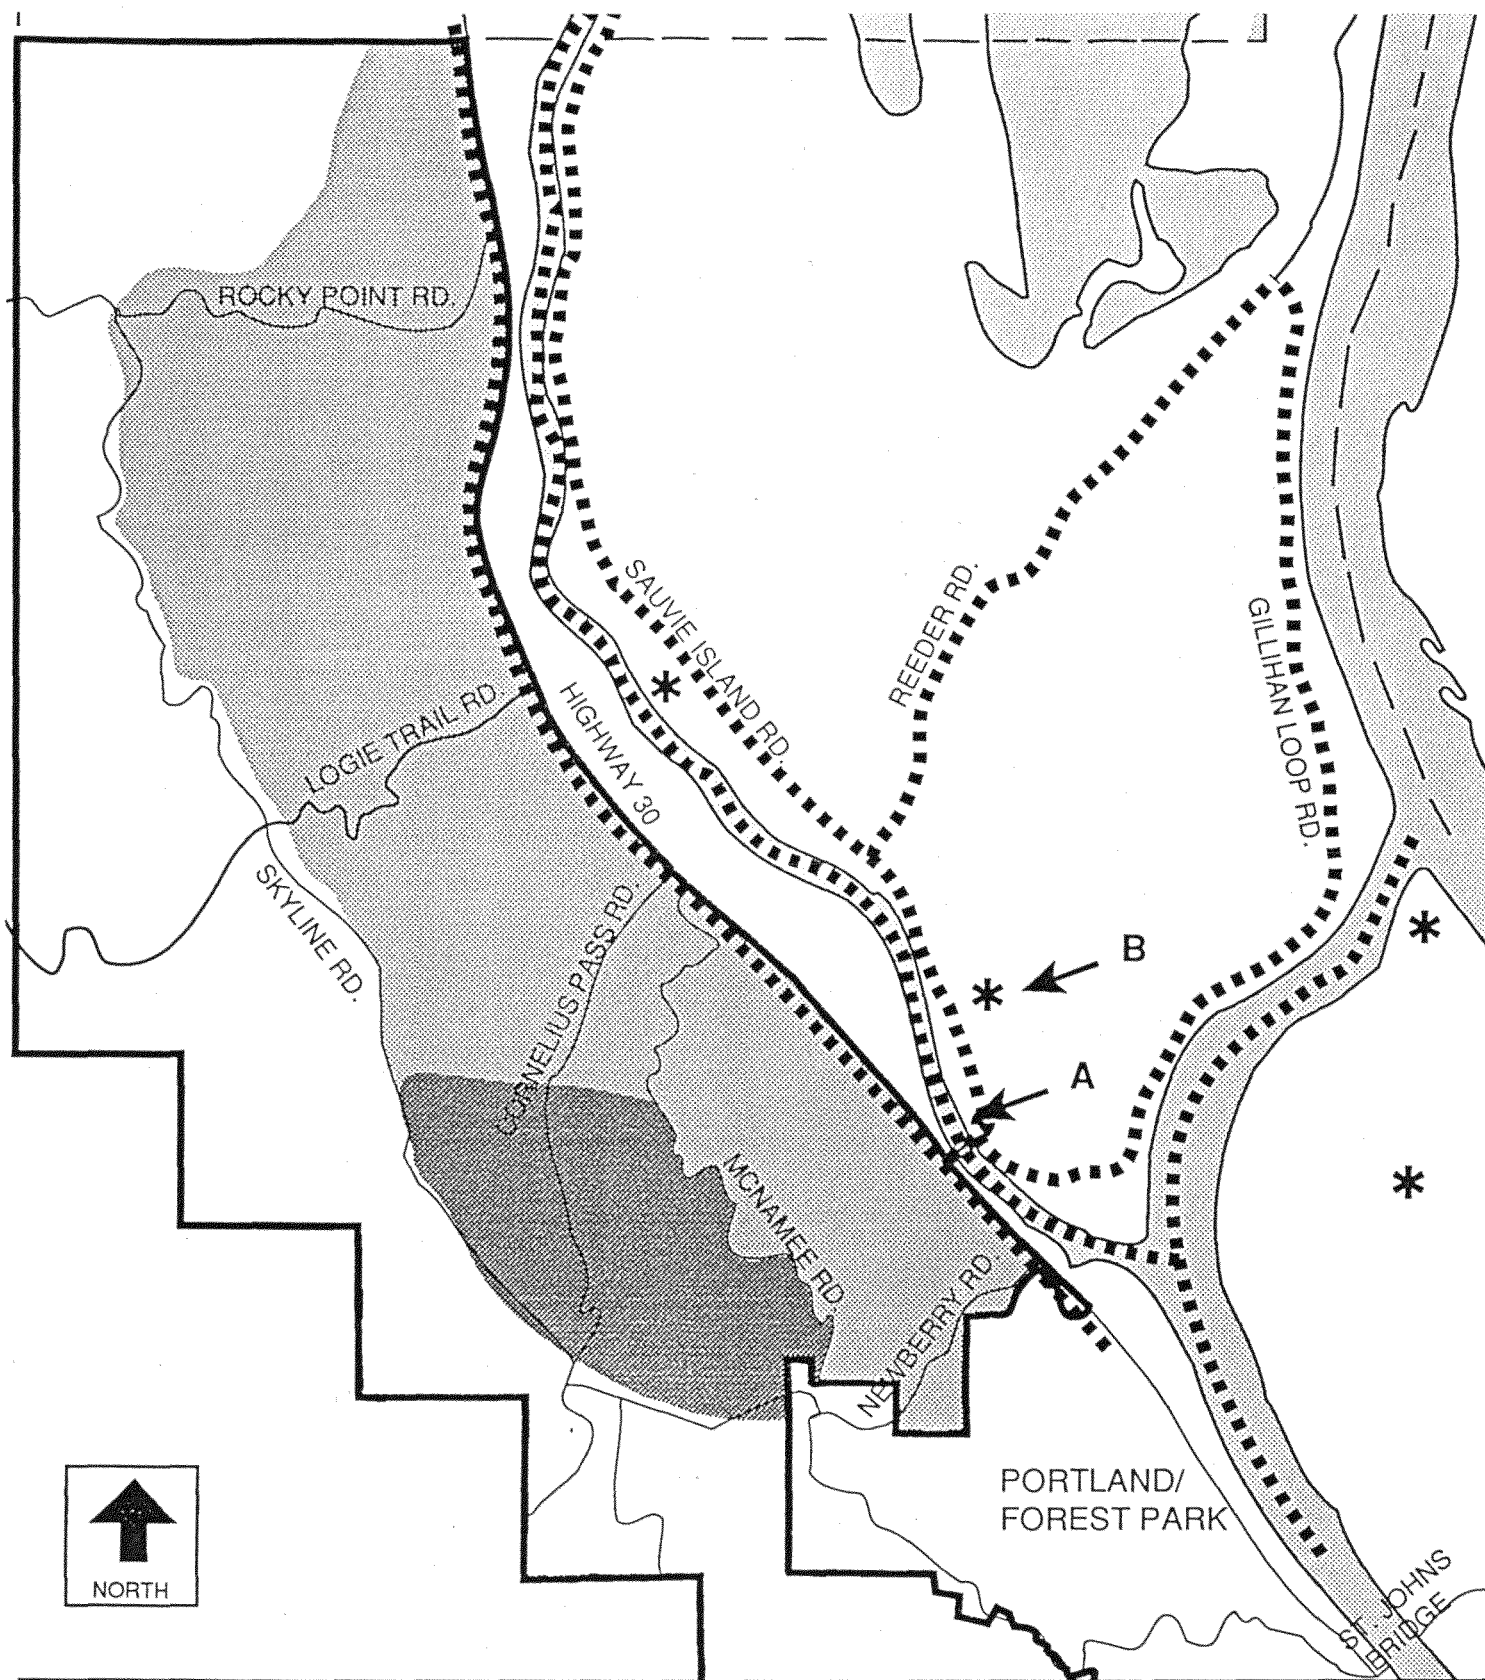 ROCKY POINT RD.
SAUVIE ISLAND RD.
REEDER RD.
GILLIHAN LOOP RD.
LOGIE TRAIL RD
HIGHWAY 30
SKYLINE RD.
CORNELIUS PASS RD.
*
*
B
*
A
*
MCNAMEE RD.
NEWBERRY RD.
PORTLAND/
FOREST PARK
NORTH
ST. JOHNS
BRIDGE